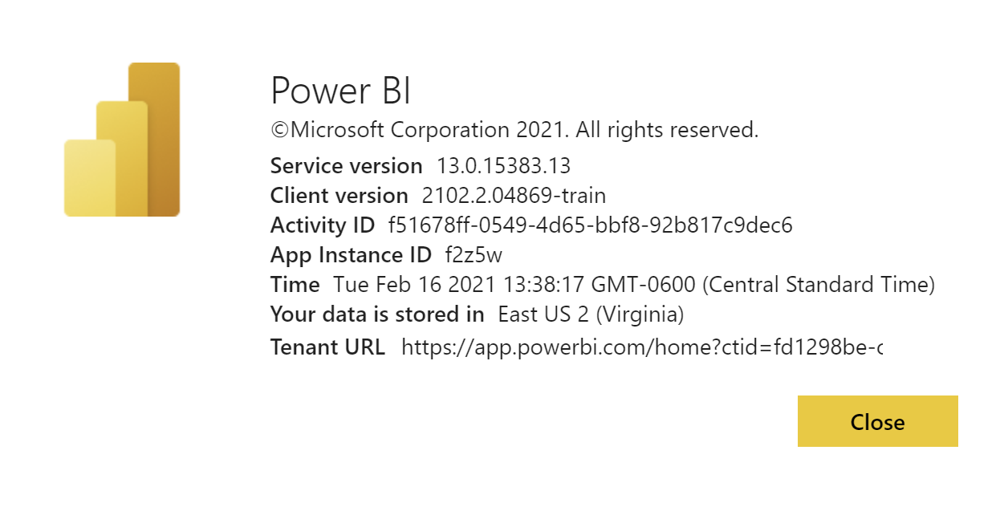 Power BI
©Microsoft Corporation 2021. All rights reserved.
Service version 13.0.15383.13
Client version 2102.2.04869-train
Activity ID f51678ff-0549-4d65-bbf8-92b817c9dec6
App Instance ID f2z5w
Time Tue Feb 16 2021 13:38:17 GMT-0600 (Central Standard Time)
Your data is stored in East US 2 (Virginia)
Tenant URL https://app.powerbi.com/home?ctid=fd1298be-
Close